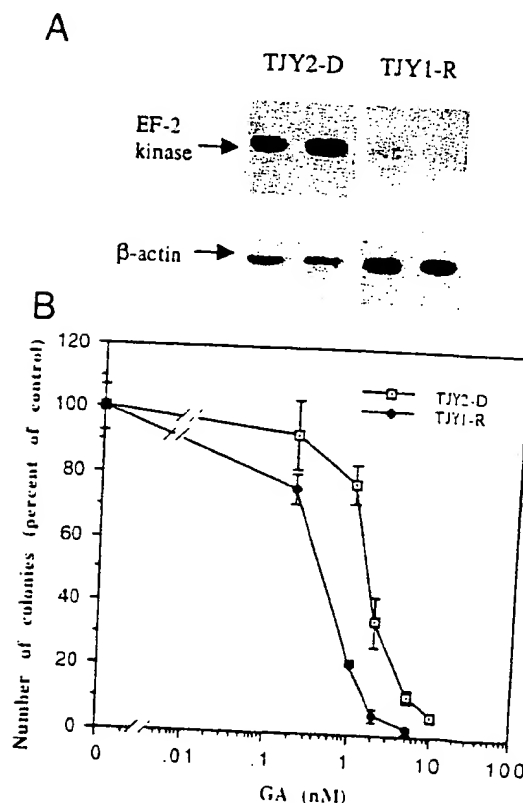 A
TJY2-D TJY1-R
EF-2
kinase
β-actin
B
Number of colonies (percent of control)
120
100
80
60
40
20
0
TJY2-D
TJY1-R
0 .01 .1 1 10 100
GA (nM)